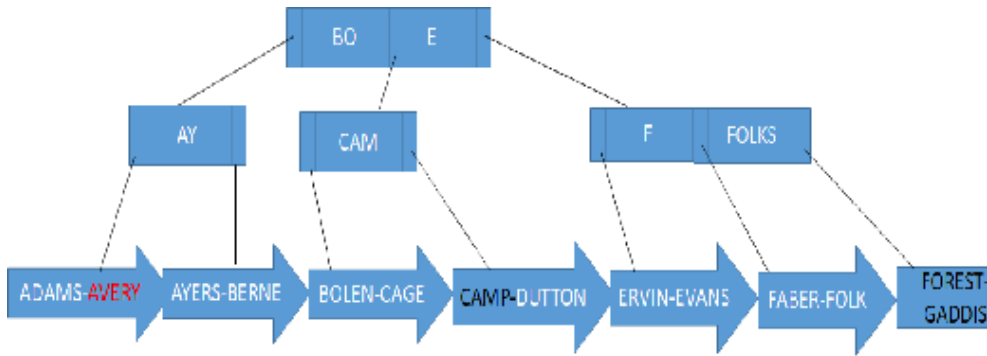 BO E
AY
CAM
F FOLKS
ADAMS-AVERY
AYERS-BERNE
BOLEN-CAGE
CAMP-DUTTON
ERVIN-EVANS
FABER-FOLK
FOREST-
GADDIS